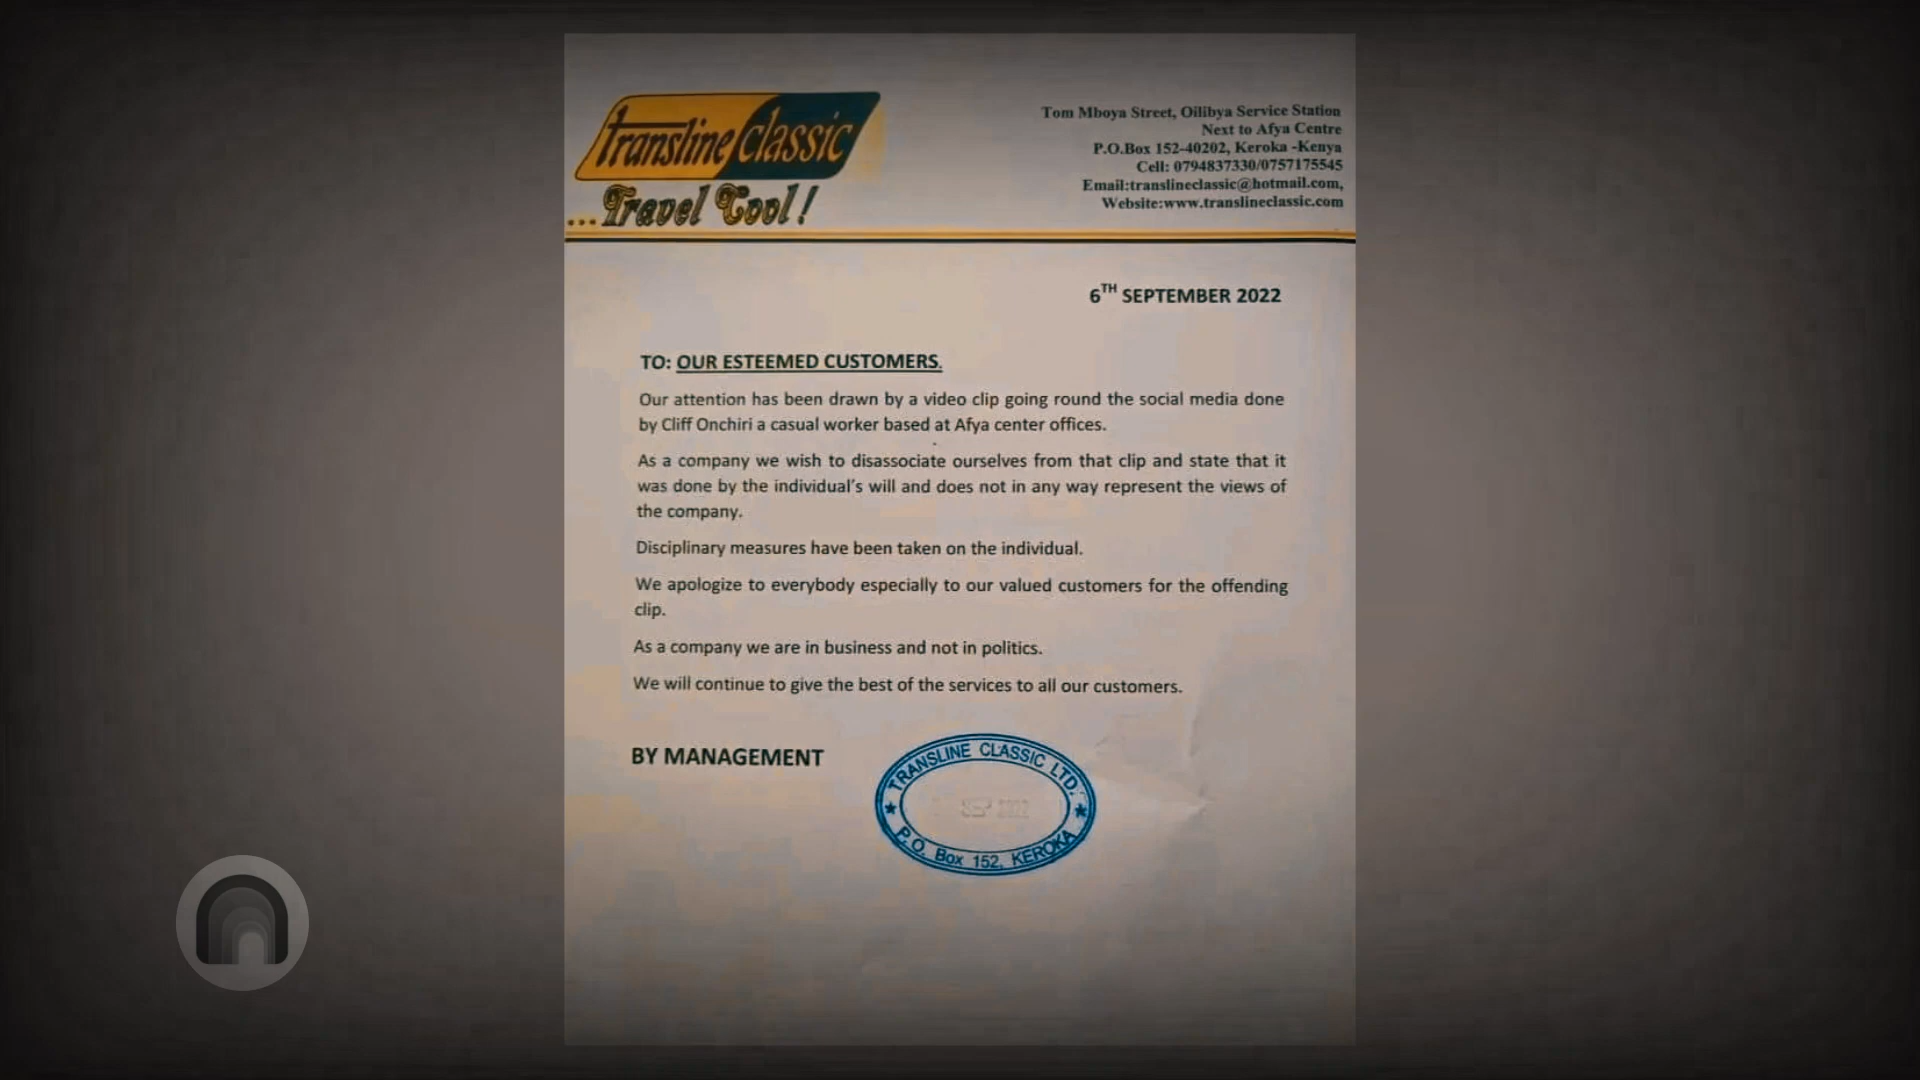 transline classic
...Travel Cool!
Tom Mboya Street, Oilibya Service Station
Next to Afya Centre
P.O.Box 152-40202, Keroka -Kenya
Cell: 0794837330/0757175545
Email:translineclassic@hotmail.com,
Website:www.translineclassic.com
6TH SEPTEMBER 2022
TO: OUR ESTEEMED CUSTOMERS.
Our attention has been drawn by a video clip going round the social media done
by Cliff Onchiri a casual worker based at Afya center offices.
As a company we wish to disassociate ourselves from that clip and state that it
was done by the individual's will and does not in any way represent the views of
the company.
Disciplinary measures have been taken on the individual.
We apologize to everybody especially to our valued customers for the offending
clip.
As a company we are in business and not in politics.
We will continue to give the best of the services to all our customers.
BY MANAGEMENT
TRANSLINE CLASSIC LTD.
SEP 2022
P. O. Box 152, KEROKA